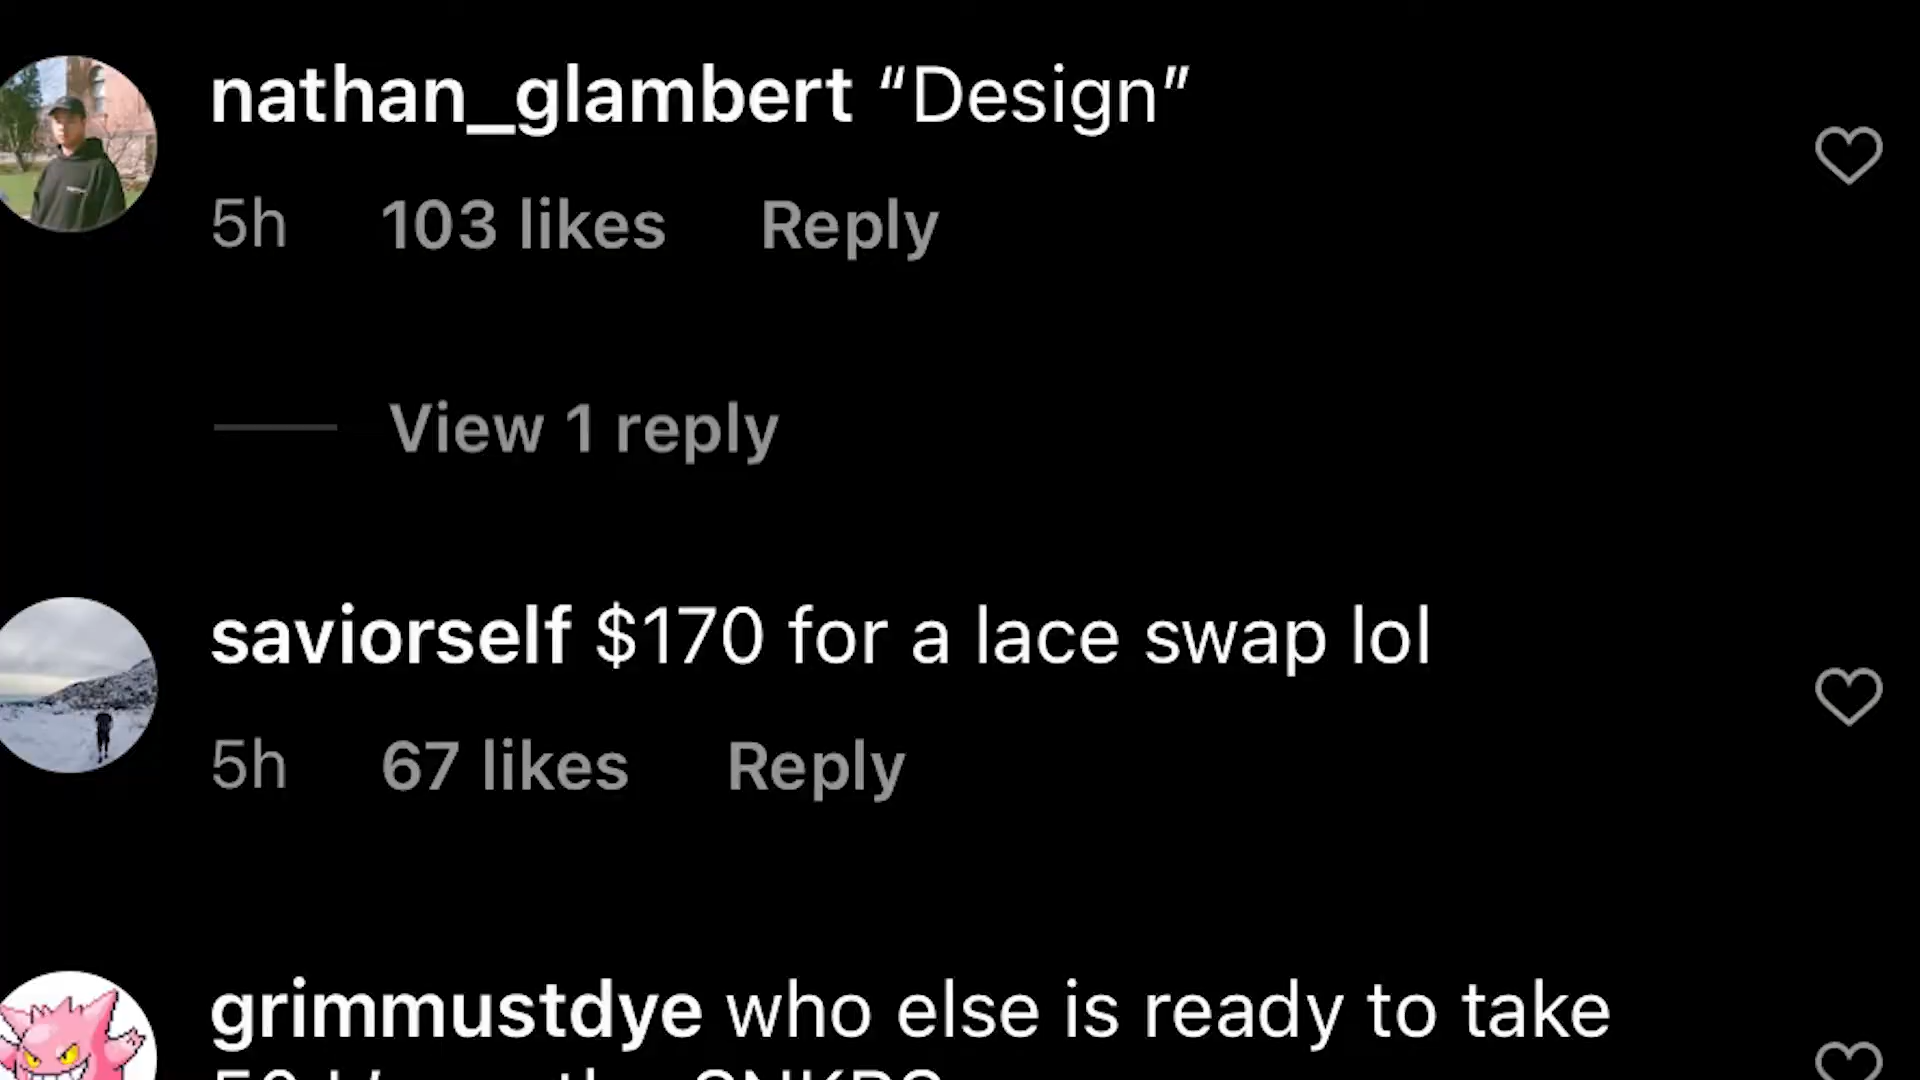 nathan_glambert “Design”
5h 103 likes Reply
View 1 reply
saviorself $170 for a lace swap lol
5h 67 likes Reply
grimmustdye who else is ready to take